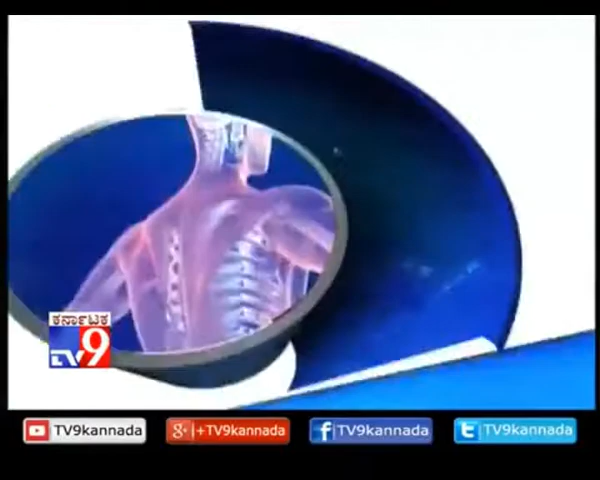 ಕರ್ನಾಟಕ
TV9
TV9kannada
g+ +TV9kannada
f TV9kannada
TV9kannada